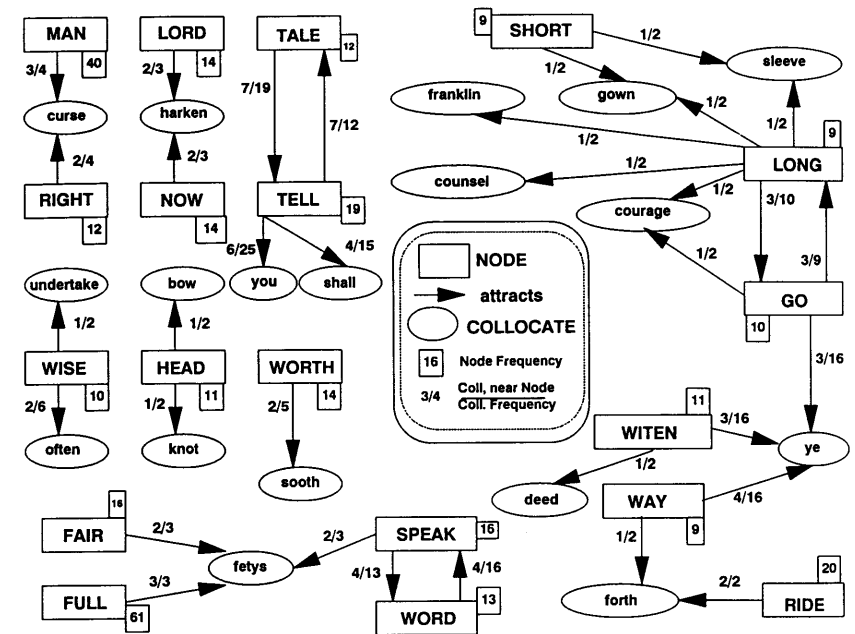 MAN
40
3/4
curse
2/4
RIGHT
12
LORD
14
2/3
harken
2/3
NOW
14
TALE
12
7/19
7/12
TELL
19
6/25
4/15
you
shall
9
SHORT
1/2
1/2
sleeve
franklin
gown
1/2
1/2
1/2
9
LONG
counsel
1/2
1/2
courage
3/10
3/9
1/2
GO
10
3/16
NODE
attracts
COLLOCATE
16
Node Frequency
3/4
Coll, near Node
Coll. Frequency
undertake
1/2
WISE
10
2/6
often
bow
1/2
HEAD
11
1/2
knot
WORTH
14
2/5
sooth
11
WITEN
3/16
ye
1/2
deed
WAY
9
4/16
1/2
forth
2/2
20
RIDE
16
FAIR
2/3
fetys
3/3
FULL
61
2/3
SPEAK
16
4/13
4/16
WORD
13